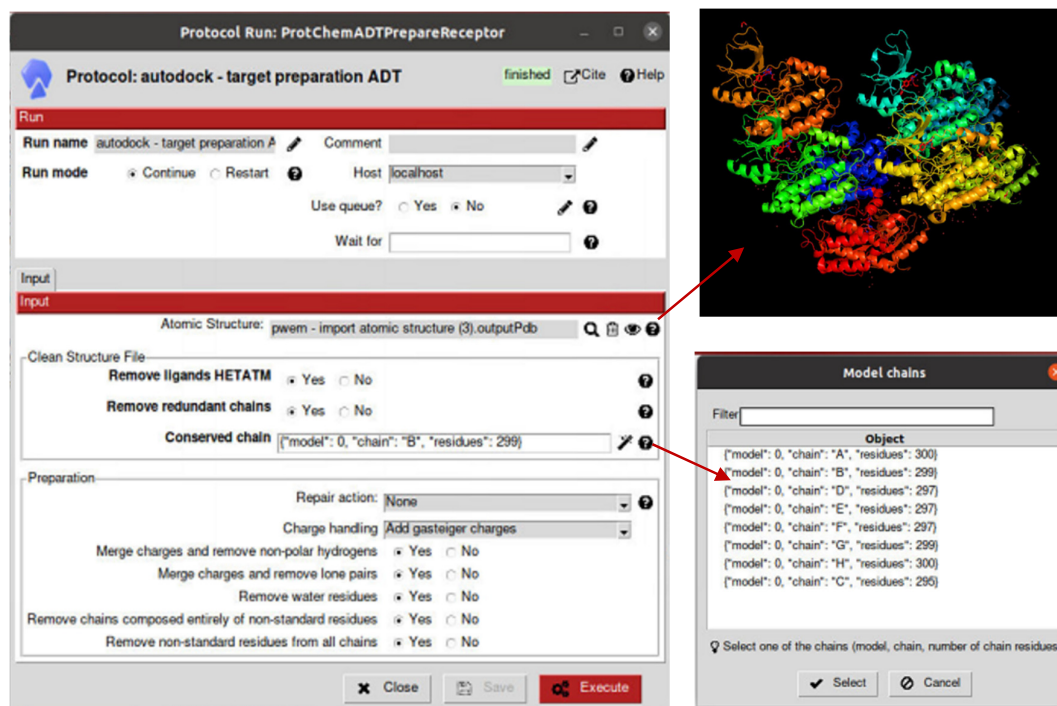 Protocol Run: ProtChemADTPrepareReceptor
Protocol: autodock - target preparation ADT finished Cite Help
Run
Run name autodock - target preparation A Comment
Run mode Continue Restart Host localhost
Use queue? Yes No
Wait for
Input
Input
Atomic Structure: pwem - import atomic structure (3).outputPdb
Clean Structure File
Remove ligands HETATM Yes No
Remove redundant chains Yes No
Conserved chain {"model": 0, "chain": "B", "residues": 299}
Preparation
Repair action: None
Charge handling Add gasteiger charges
Merge charges and remove non-polar hydrogens Yes No
Merge charges and remove lone pairs Yes No
Remove water residues Yes No
Remove chains composed entirely of non-standard residues Yes No
Remove non-standard residues from all chains Yes No
Close Save Execute
Model chains
Filter
Object
{"model": 0, "chain": "A", "residues": 300}
{"model": 0, "chain": "B", "residues": 299}
{"model": 0, "chain": "D", "residues": 297}
{"model": 0, "chain": "E", "residues": 297}
{"model": 0, "chain": "F", "residues": 297}
{"model": 0, "chain": "G", "residues": 299}
{"model": 0, "chain": "H", "residues": 300}
{"model": 0, "chain": "C", "residues": 295}
Select one of the chains (model, chain, number of chain residues
Select Cancel